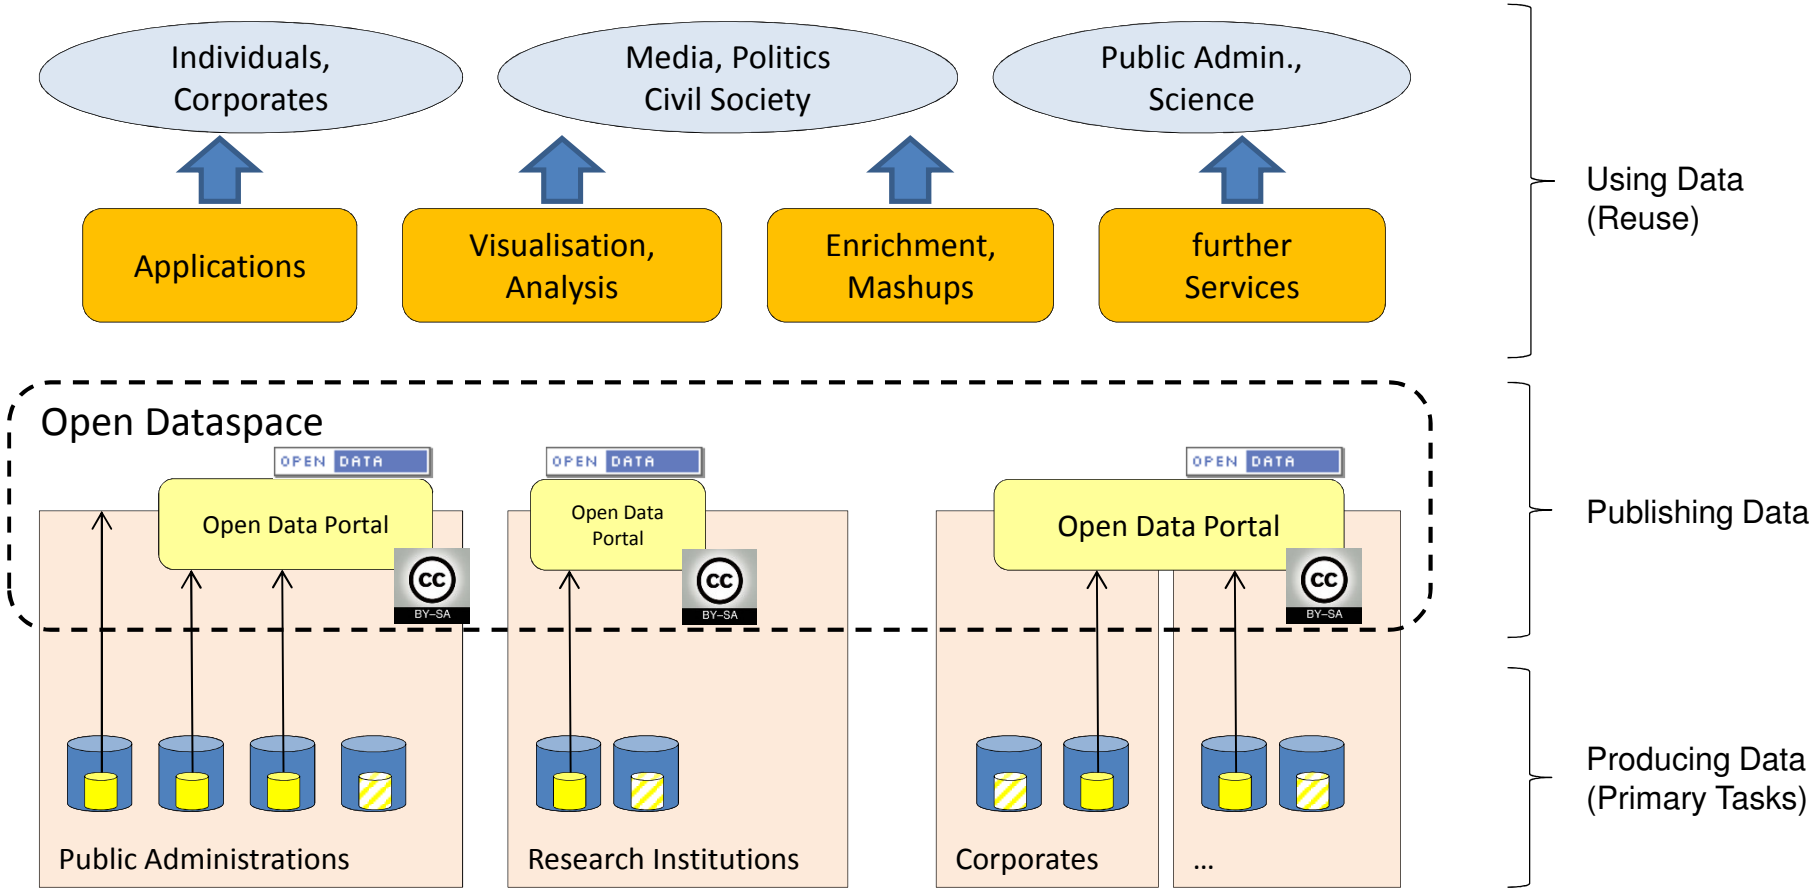 Individuals,
Corporates
Media, Politics
Civil Society
Public Admin.,
Science
Applications
Visualisation,
Analysis
Enrichment,
Mashups
further
Services
Using Data
(Reuse)
Open Dataspace
OPEN DATA
OPEN DATA
OPEN DATA
Open Data Portal
Open Data
Portal
Open Data Portal
cc
BY–SA
cc
BY–SA
cc
BY–SA
Publishing Data
Producing Data
(Primary Tasks)
Public Administrations
Research Institutions
Corporates
...